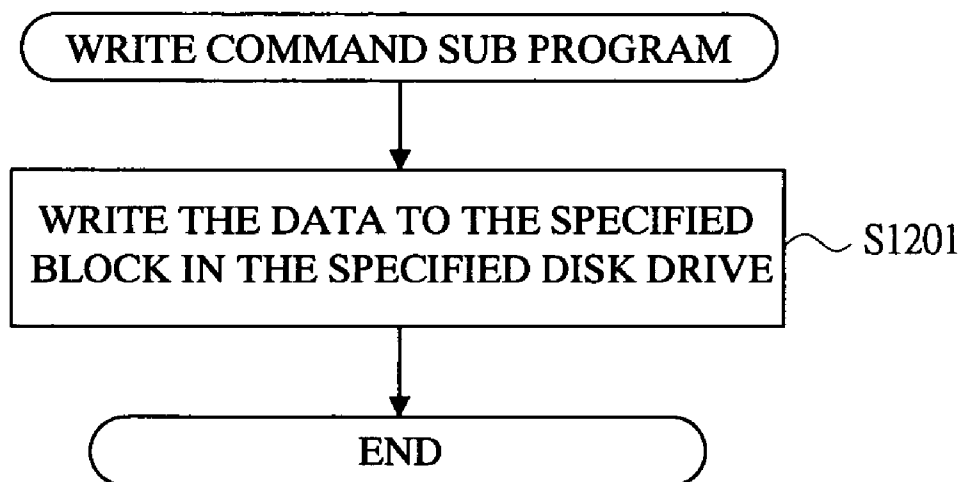 WRITE COMMAND SUB PROGRAM
WRITE THE DATA TO THE SPECIFIED
BLOCK IN THE SPECIFIED DISK DRIVE
S1201
END